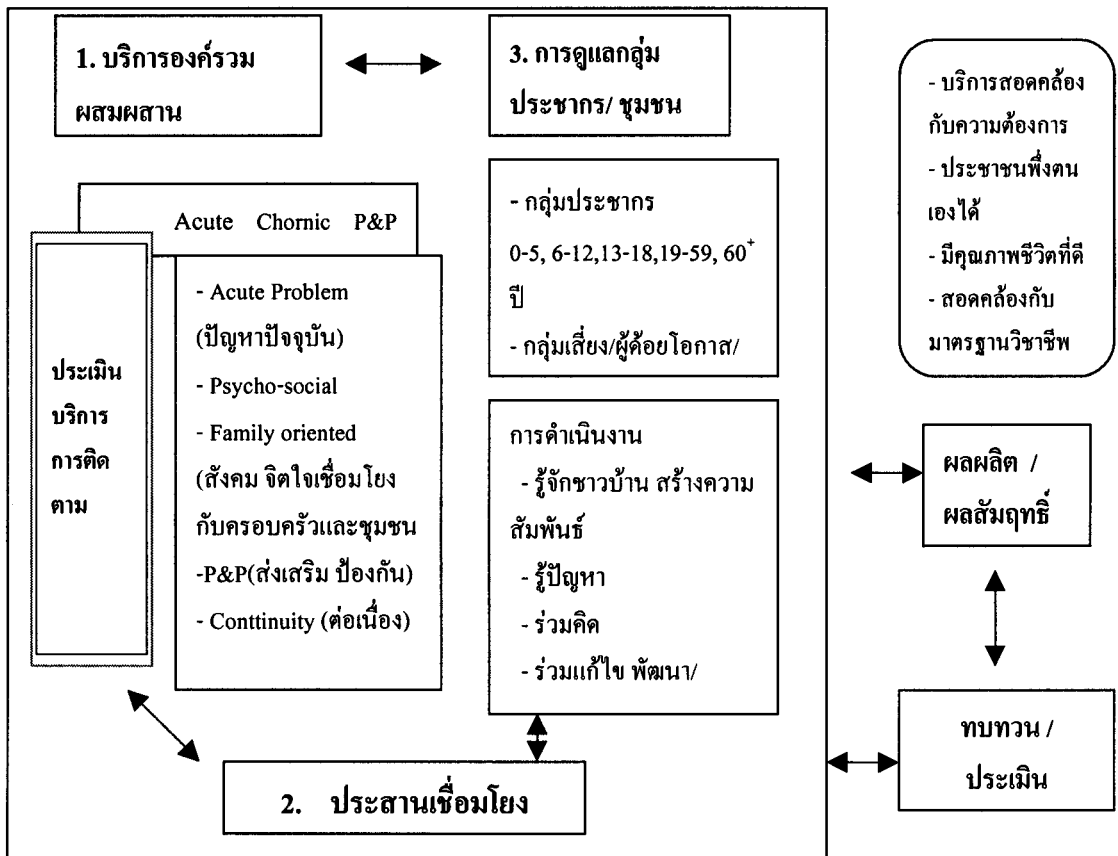 1. บริการองค์รวม
ผสมผสาน
3. การดูแลกลุ่ม
ประชากร/ ชุมชน
Acute Chornic P&P
ประเมิน
บริการ
การติด
ตาม
- Acute Problem
(ปัญหาปัจจุบัน)
- Psycho-social
- Family oriented
(สังคม จิตใจเชื่อมโยง
กับครอบครัวและชุมชน
-P&P(ส่งเสริม ป้องกัน)
- Conttinuity (ต่อเนื่อง)
- กลุ่มประชากร
0-5, 6-12,13-18,19-59, 60⁺
ปี
- กลุ่มเสี่ยง/ผู้ด้อยโอกาส/
การดำเนินงาน
- รู้จักชาวบ้าน สร้างความ
สัมพันธ์
- รู้ปัญหา
- ร่วมคิด
- ร่วมแก้ไข พัฒนา/
2. ประสานเชื่อมโยง
- บริการสอดคล้อง
กับความต้องการ
- ประชาชนพึ่งตน
เองได้
- มีคุณภาพชีวิตที่ดี
- สอดคล้องกับ
มาตรฐานวิชาชีพ
ผลผลิต /
ผลสัมฤทธิ์
ทบทวน /
ประเมิน